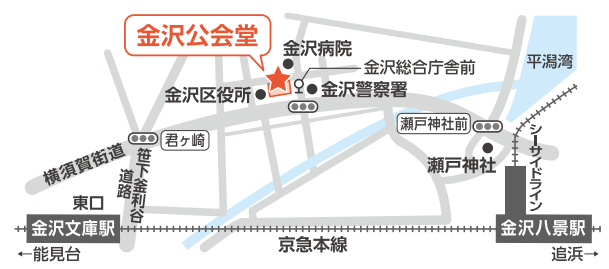 金沢公会堂
金沢病院
金沢総合庁舎前
平潟湾
金沢区役所
金沢警察署
瀬戸神社前
君ヶ崎
シーサイドライン
横須賀街道
笹下釜利谷
道路
瀬戸神社
東口
金沢文庫駅
金沢八景駅
京急本線
←能見台
追浜→